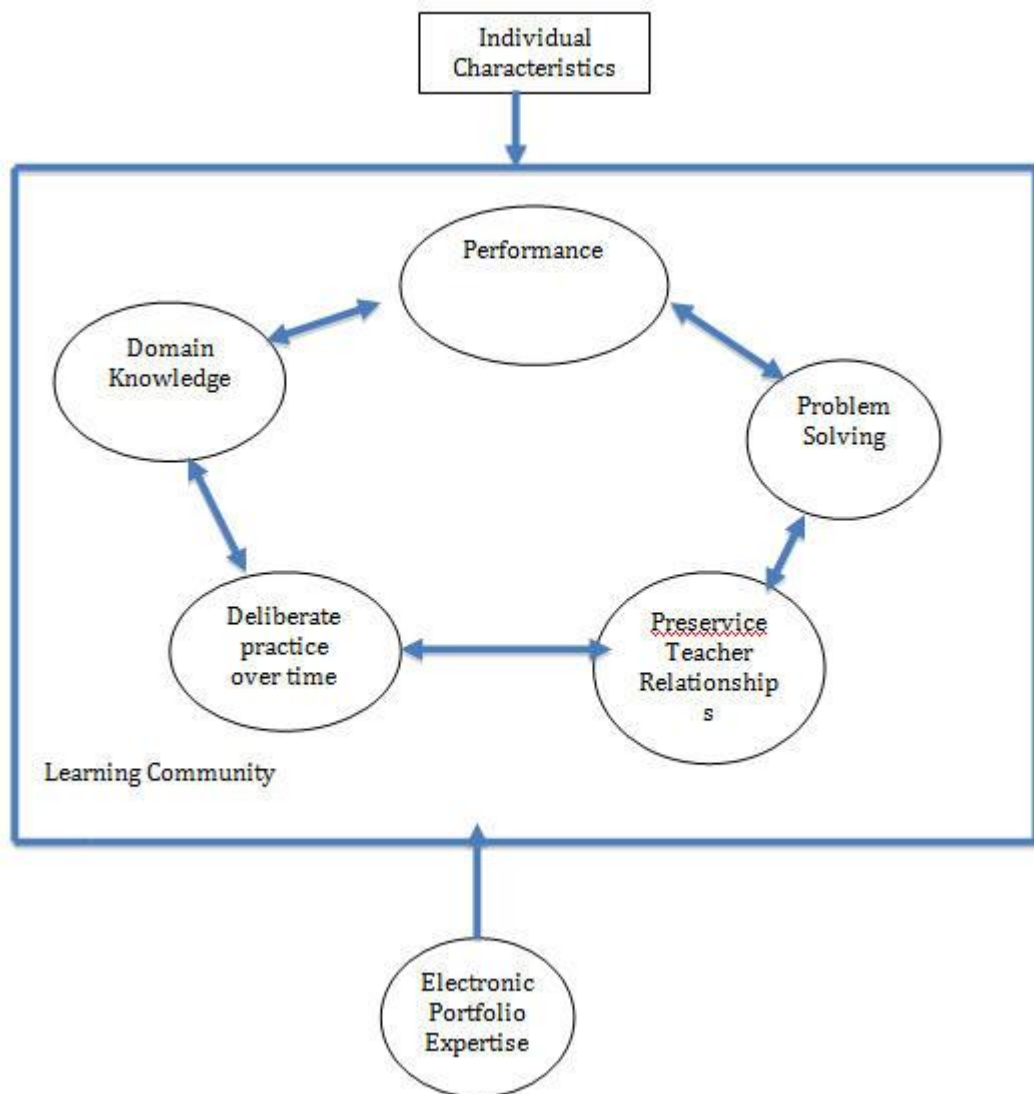 Individual
Characteristics
Performance
Domain
Knowledge
Problem
Solving
Deliberate
practice
over time
Preservice
Teacher
Relationship
s
Learning Community
Electronic
Portfolio
Expertise